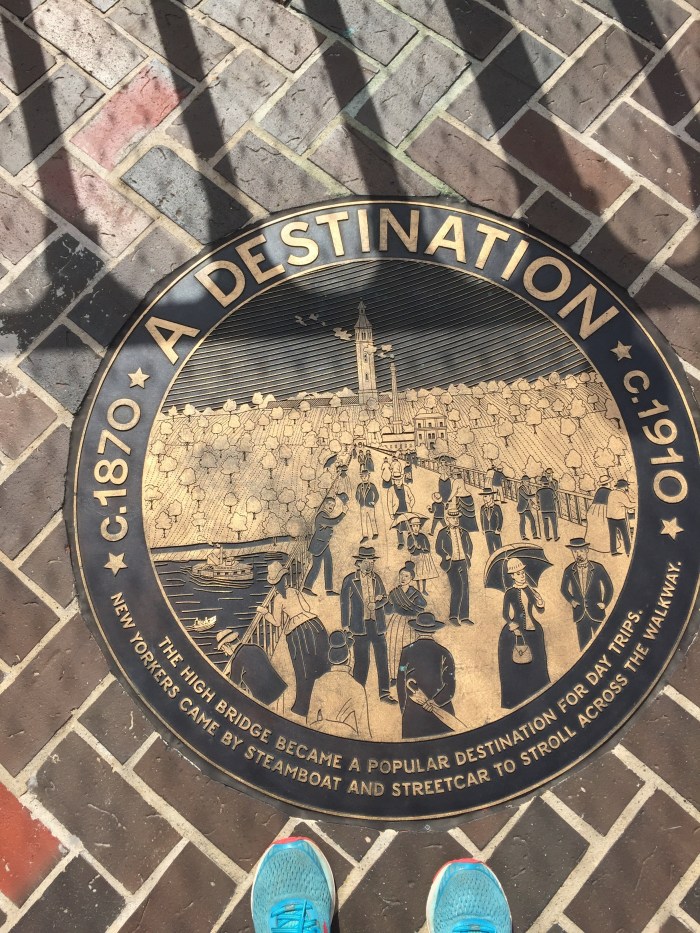 A DESTINATION
C.1870
C.1910
THE HIGH BRIDGE BECAME A POPULAR DESTINATION FOR DAY TRIPS.
NEW YORKERS CAME BY STEAMBOAT AND STREETCAR TO STROLL ACROSS THE WALKWAY.